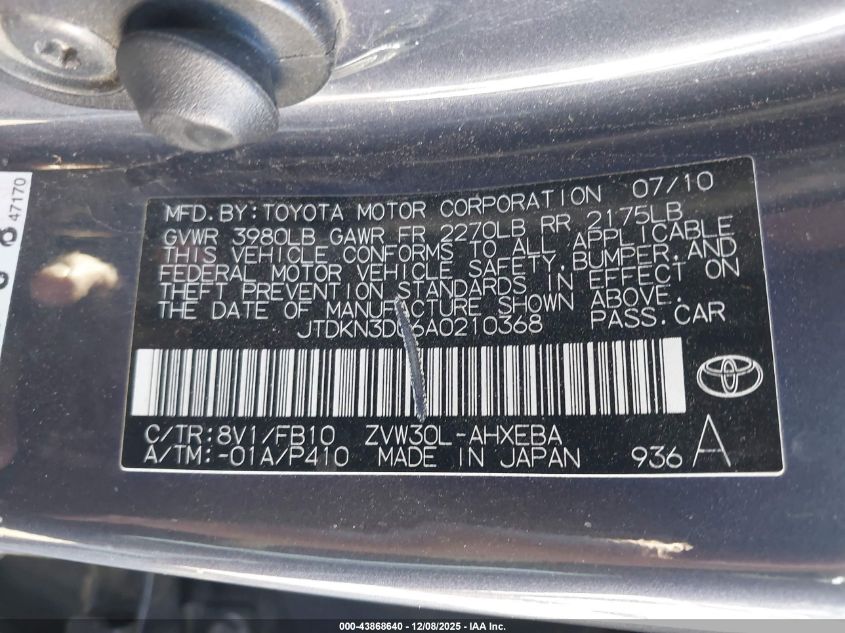 47170
MFD.BY:TOYOTA MOTOR CORPORATION 07/10
GVWR 3980LB GAWR FR 2270LB RR 2175LB
THIS VEHICLE CONFORMS TO ALL APPLICABLE
FEDERAL MOTOR VEHICLE SAFETY,BUMPER,AND
THEFT PREVENTION STANDARDS IN EFFECT ON
THE DATE OF MANUFACTURE SHOWN ABOVE.
JTDKN3DU6A0210368 PASS.CAR
C/TR:8V1/FB10 ZVW30L-AHXEBA
A/TM:-01A/P410 MADE IN JAPAN 936 A
000-43868640 - 12/08/2025 - IAA Inc.